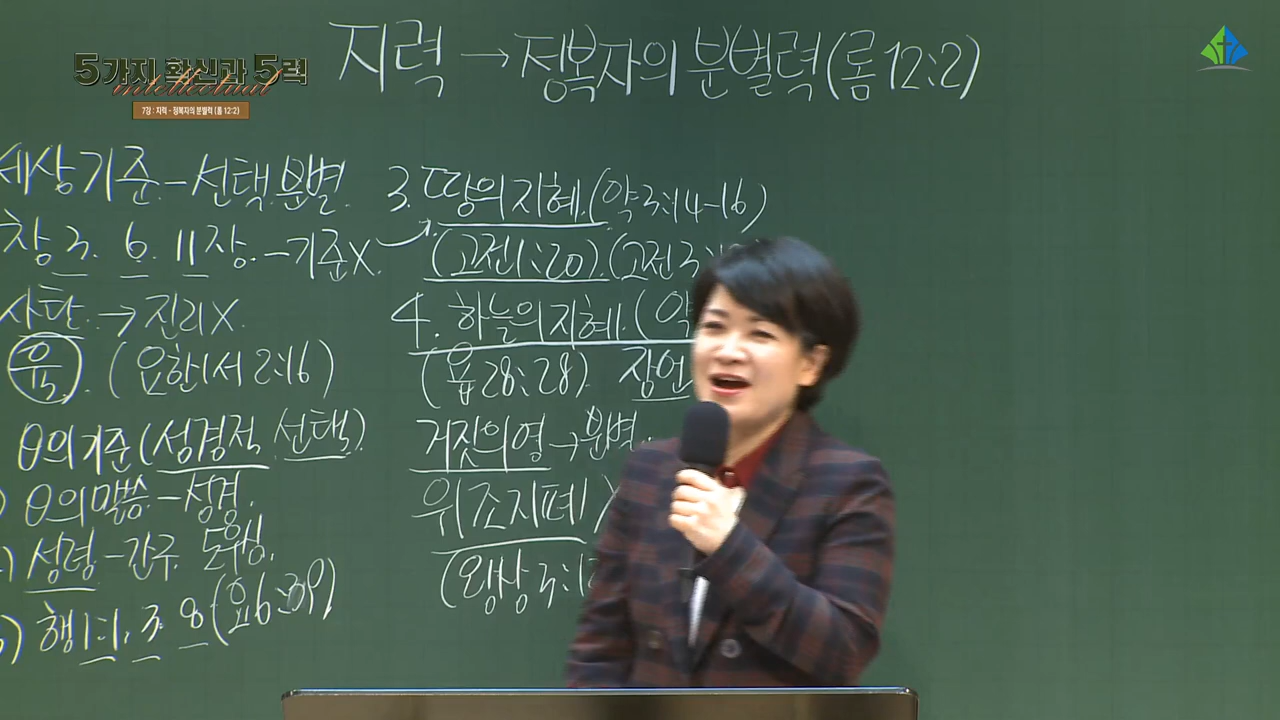 5가지 확신과 5력
intellectual
7강 : 지력 - 정복자의 분별력 (롬 12:2)
지력 → 정복자의 분별력 (롬 12:2)
세상기준 - 선택, 분별.
창 3. 6. 11장. - 기준X.
사탄 → 진리X.
육. (요한1서 2:16)
θ의 기준 (성경적 선택)
θ의 말씀 - 성경.
성령 - 간구. 도우심.
행 1:1, 3, 8 (요6:39)
3. 땅의 지혜. (약3:14-16)
(고전1:20). (고전3:
4. 하늘의 지혜. (약
(욥 28:28) 잠언
거짓의 영 → 분별.
위조지폐
(왕상 3: